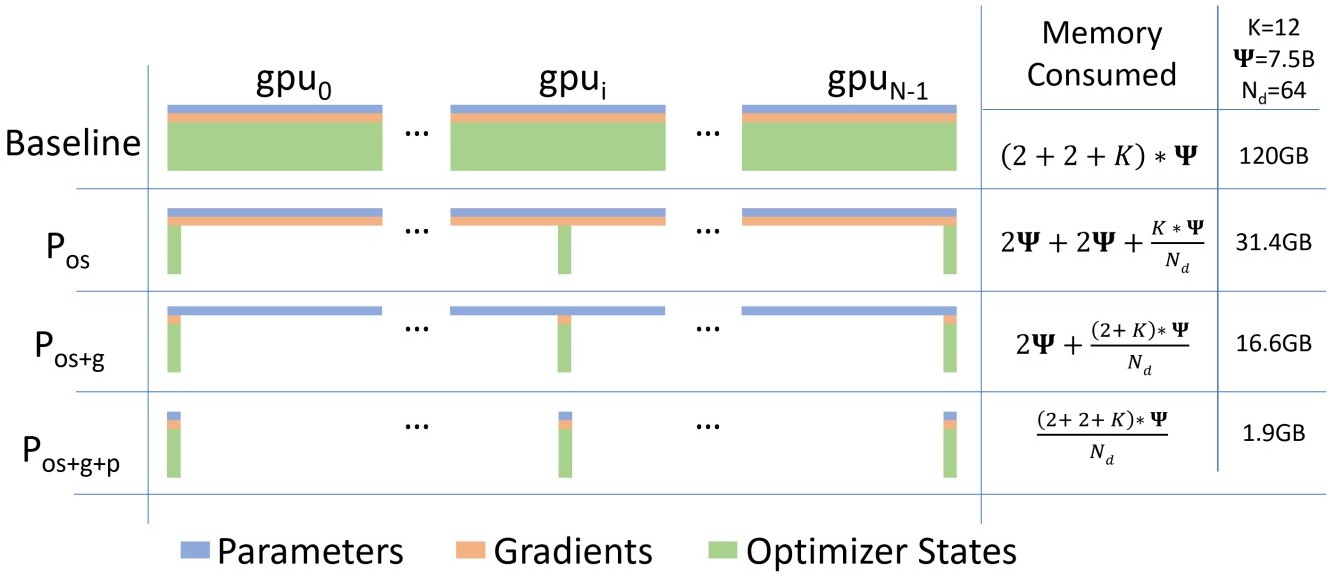 gpu0 gpui gpuN-1 Memory Consumed K=12
Ψ=7.5B
Nd=64
Baseline ... ... (2 + 2 + K) ∗ Ψ 120GB
Pos ... ... 2Ψ + 2Ψ + K ∗ Ψ / Nd 31.4GB
Pos+g ... ... 2Ψ + (2+ K)∗ Ψ / Nd 16.6GB
Pos+g+p ... ... (2+ 2+ K)∗ Ψ / Nd 1.9GB
Parameters Gradients Optimizer States